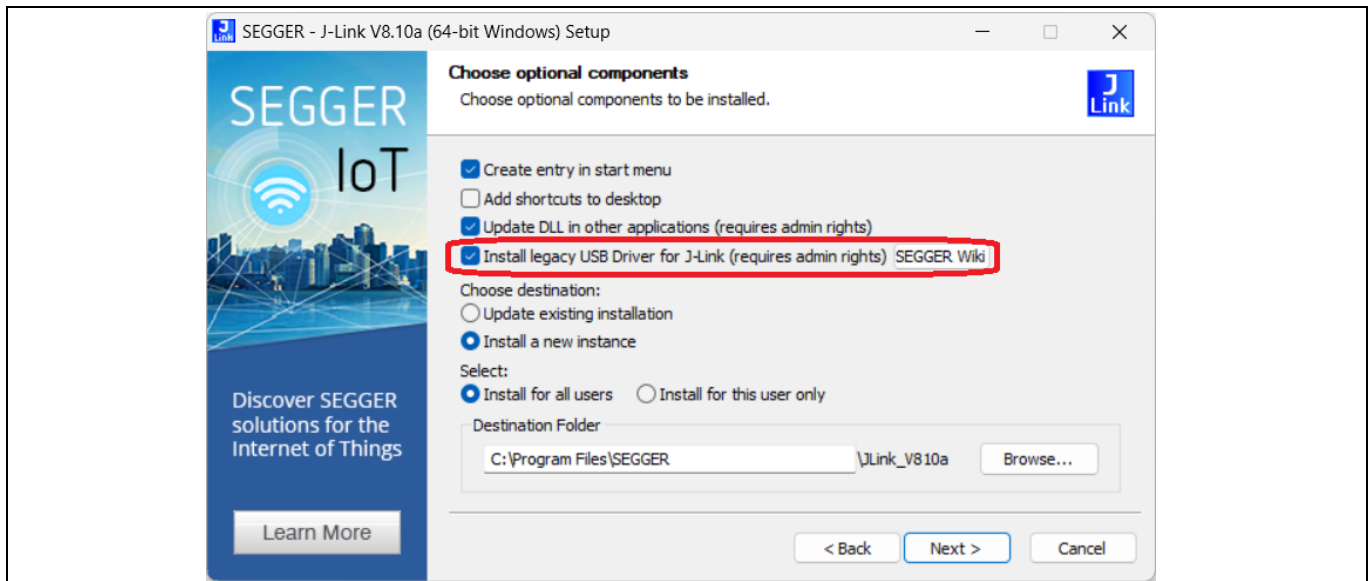 J
Link
SEGGER - J-Link V8.10a (64-bit Windows) Setup
SEGGER
IoT
Discover SEGGER
solutions for the
Internet of Things
Learn More
Choose optional components
Choose optional components to be installed.
J
Link
Create entry in start menu
Add shortcuts to desktop
Update DLL in other applications (requires admin rights)
Install legacy USB Driver for J-Link (requires admin rights) SEGGER Wiki
Choose destination:
Update existing installation
Install a new instance
Select:
Install for all users Install for this user only
Destination Folder
C:\Program Files\SEGGER \JLink_V810a Browse...
< Back Next > Cancel